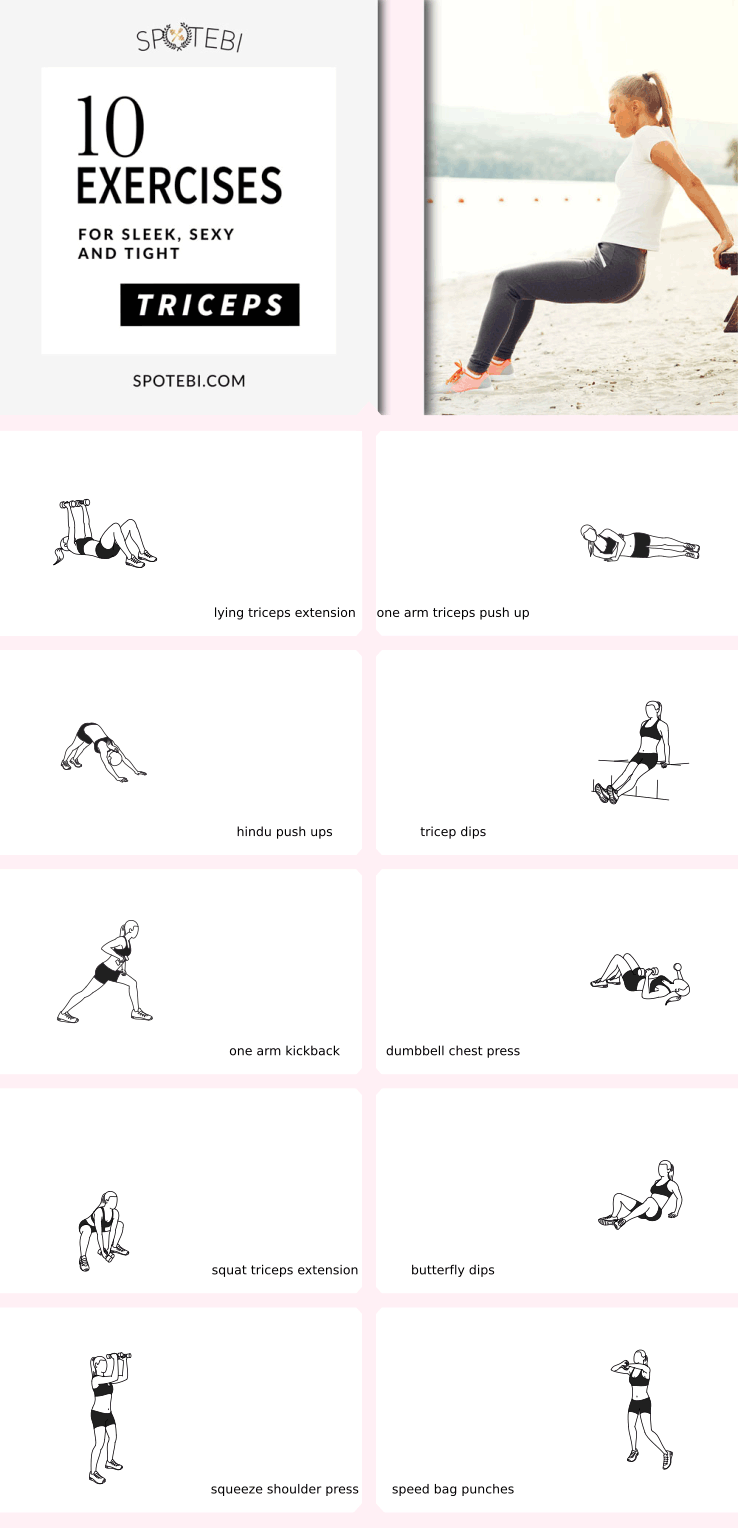 SPOTEBI
10
EXERCISES
FOR SLEEK, SEXY
AND TIGHT
TRICEPS
SPOTEBI.COM
lying triceps extension
one arm triceps push up
hindu push ups
tricep dips
one arm kickback
dumbbell chest press
squat triceps extension
butterfly dips
squeeze shoulder press
speed bag punches